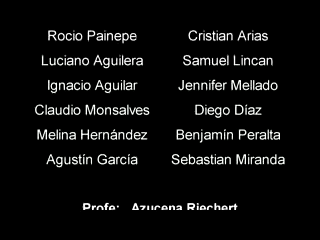 Rocio Painepe Cristian Arias
Luciano Aguilera Samuel Lincan
Ignacio Aguilar Jennifer Mellado
Claudio Monsalves Diego Díaz
Melina Hernández Benjamín Peralta
Agustín García Sebastian Miranda
Profe: Azucena Riechert